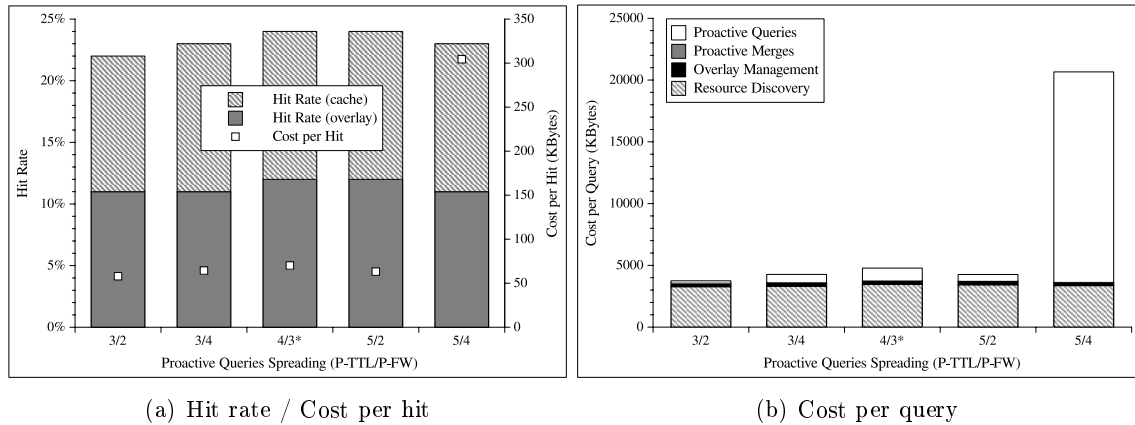 25%
20%
15%
10%
5%
0%
Hit Rate
350
300
250
200
150
100
50
0
Cost per Hit (KBytes)
Hit Rate (cache)
Hit Rate (overlay)
Cost per Hit
3/2 3/4 4/3* 5/2 5/4
Proactive Queries Spreading (P-TTL/P-FW)
(a) Hit rate / Cost per hit
25000
20000
15000
10000
5000
0
Cost per Query (KBytes)
Proactive Queries
Proactive Merges
Overlay Management
Resource Discovery
3/2 3/4 4/3* 5/2 5/4
Proactive Queries Spreading (P-TTL/P-FW)
(b) Cost per query